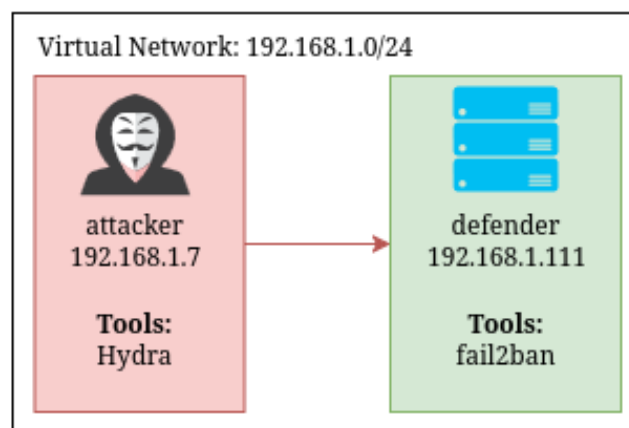 Virtual Network: 192.168.1.0/24
attacker
192.168.1.7
Tools:
Hydra
defender
192.168.1.111
Tools:
fail2ban